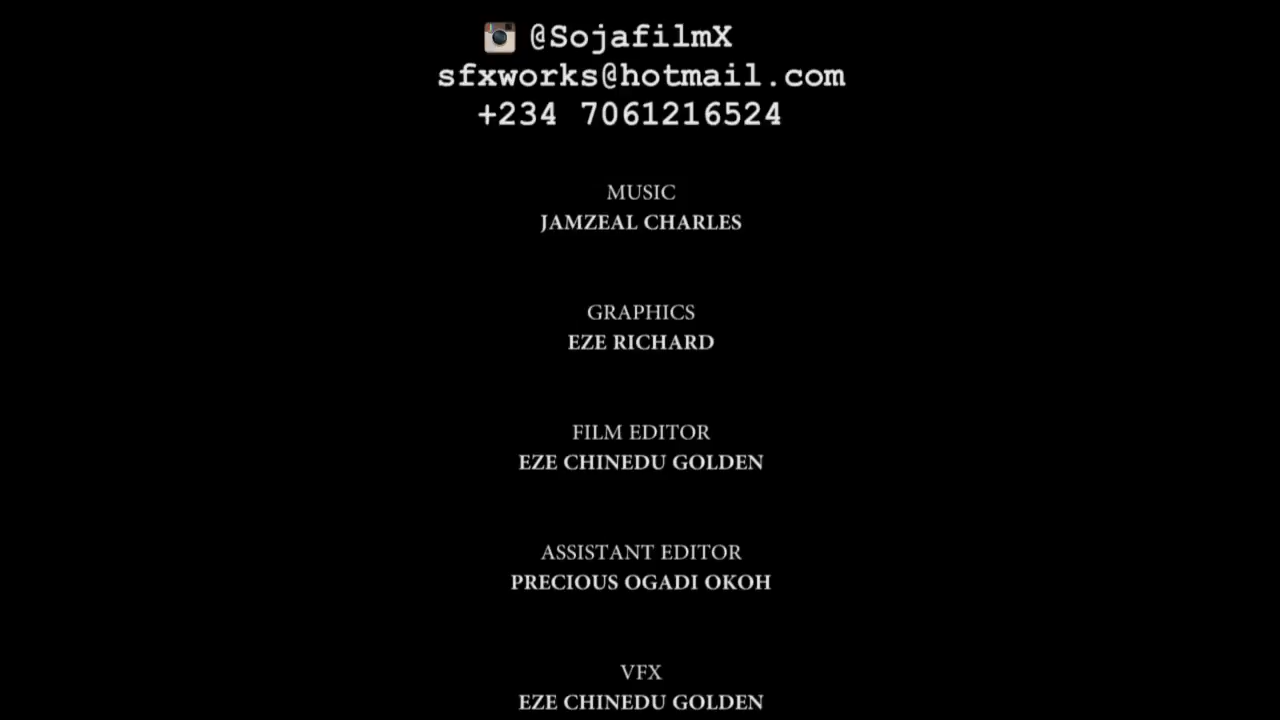 @SojafilmX
sfxworks@hotmail.com
+234 7061216524
MUSIC
JAMZEAL CHARLES
GRAPHICS
EZE RICHARD
FILM EDITOR
EZE CHINEDU GOLDEN
ASSISTANT EDITOR
PRECIOUS OGADI OKOH
VFX
EZE CHINEDU GOLDEN